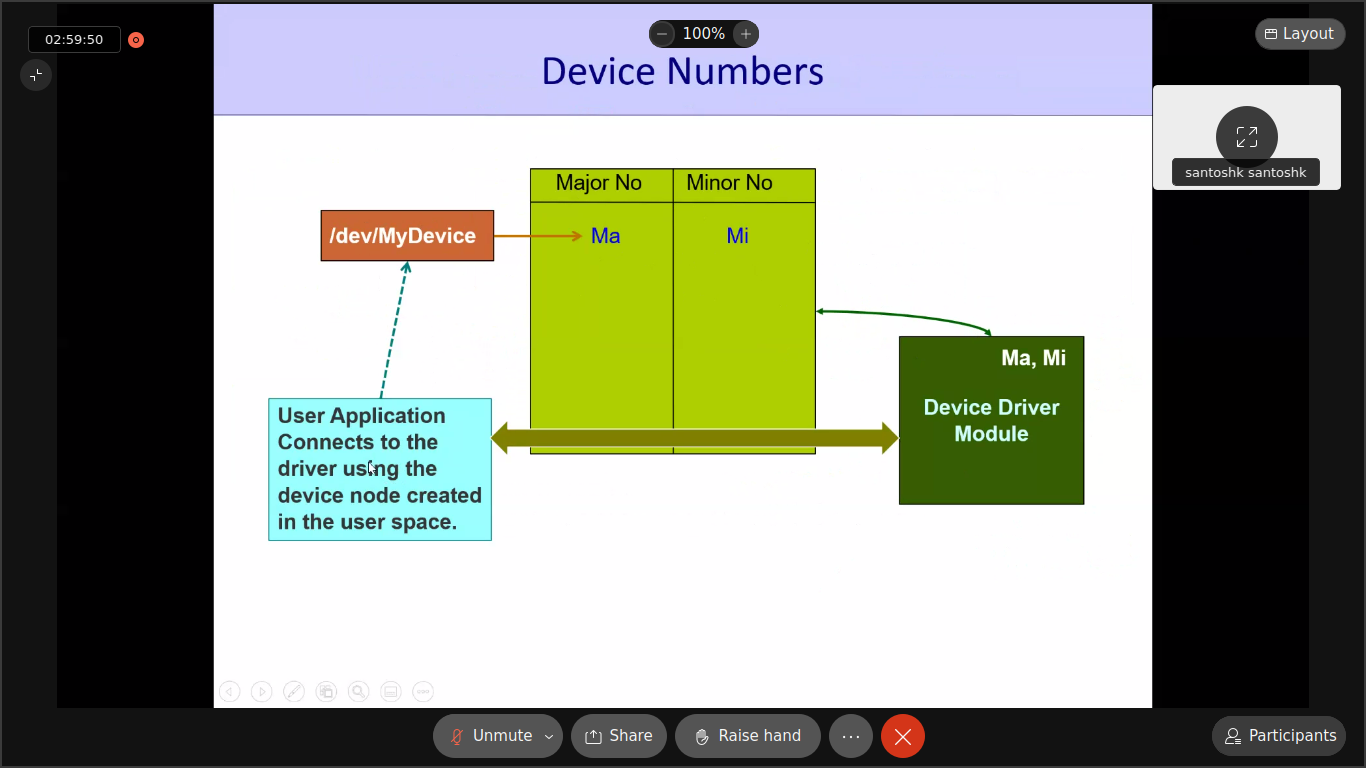 02:59:50
100%
Layout
Device Numbers
santoshk santoshk
Major No Minor No
/dev/MyDevice
Ma Mi
Ma, Mi
Device Driver
Module
User Application
Connects to the
driver using the
device node created
in the user space.
Unmute
Share
Raise hand
Participants